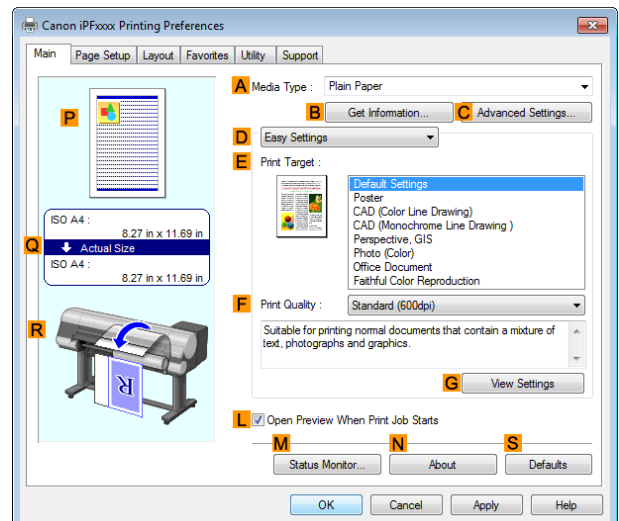 Canon iPFxxxx Printing Preferences
Main Page Setup Layout Favorites Utility Support
A Media Type : Plain Paper
B Get Information... C Advanced Settings...
D Easy Settings
E Print Target :
Default Settings
Poster
CAD (Color Line Drawing)
CAD (Monochrome Line Drawing )
Perspective, GIS
Photo (Color)
Office Document
Faithful Color Reproduction
F Print Quality : Standard (600dpi)
Suitable for printing normal documents that contain a mixture of
text, photographs and graphics.
G View Settings
L Open Preview When Print Job Starts
P
Q
ISO A4 :
8.27 in x 11.69 in
Actual Size
ISO A4 :
8.27 in x 11.69 in
R
R
M Status Monitor...
N About
S Defaults
OK Cancel Apply Help